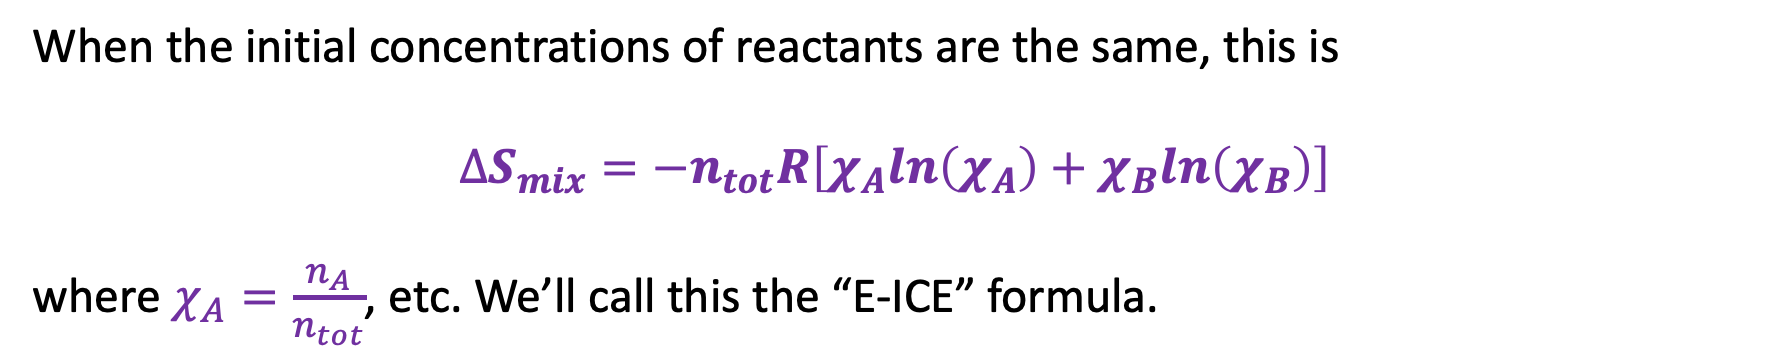 When the initial concentrations of reactants are the same, this is
ΔS_mix = −n_tot R[χ_A ln(χ_A) + χ_B ln(χ_B)]
where χ_A = n_A/n_tot, etc. We’ll call this the “E-ICE” formula.